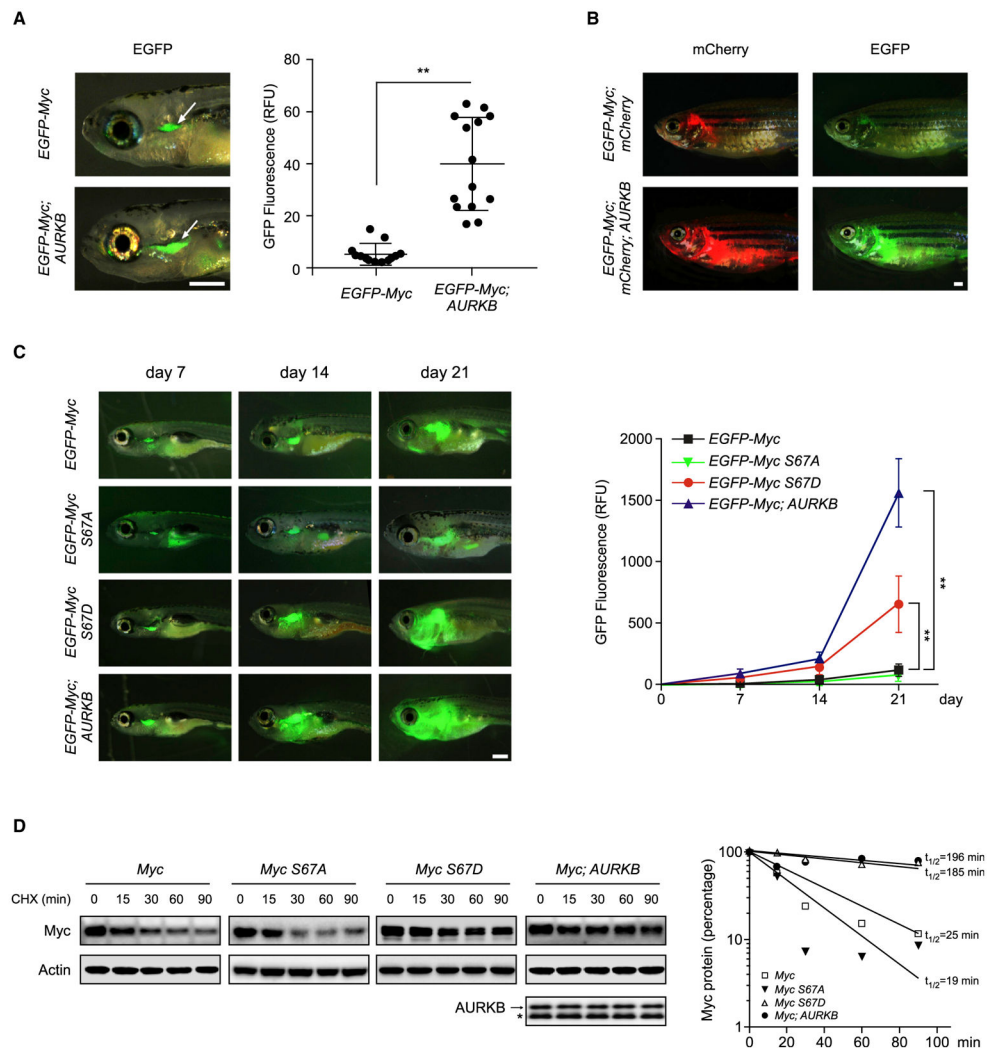 A
EGFP
EGFP-Myc
EGFP-Myc;
AURKB
GFP Fluorescence (RFU)
80
60
40
20
0
**
EGFP-Myc
EGFP-Myc;
AURKB
B
mCherry
EGFP
EGFP-Myc;
mCherry
EGFP-Myc;
mCherry; AURKB
C
day 7
day 14
day 21
EGFP-Myc
EGFP-Myc
S67A
EGFP-Myc
S67D
EGFP-Myc;
AURKB
GFP Fluorescence (RFU)
2000
1500
1000
500
0
EGFP-Myc
EGFP-Myc S67A
EGFP-Myc S67D
EGFP-Myc; AURKB
**
**
0 7 14 21 day
D
Myc
Myc S67A
Myc S67D
Myc; AURKB
CHX (min) 0 15 30 60 90 0 15 30 60 90 0 15 30 60 90 0 15 30 60 90
Myc
Actin
AURKB→
*
Myc protein (percentage)
100
10
1
t1/2=196 min
t1/2=185 min
t1/2=25 min
t1/2=19 min
Myc
Myc S67A
Myc S67D
Myc; AURKB
0 20 40 60 80 100 min